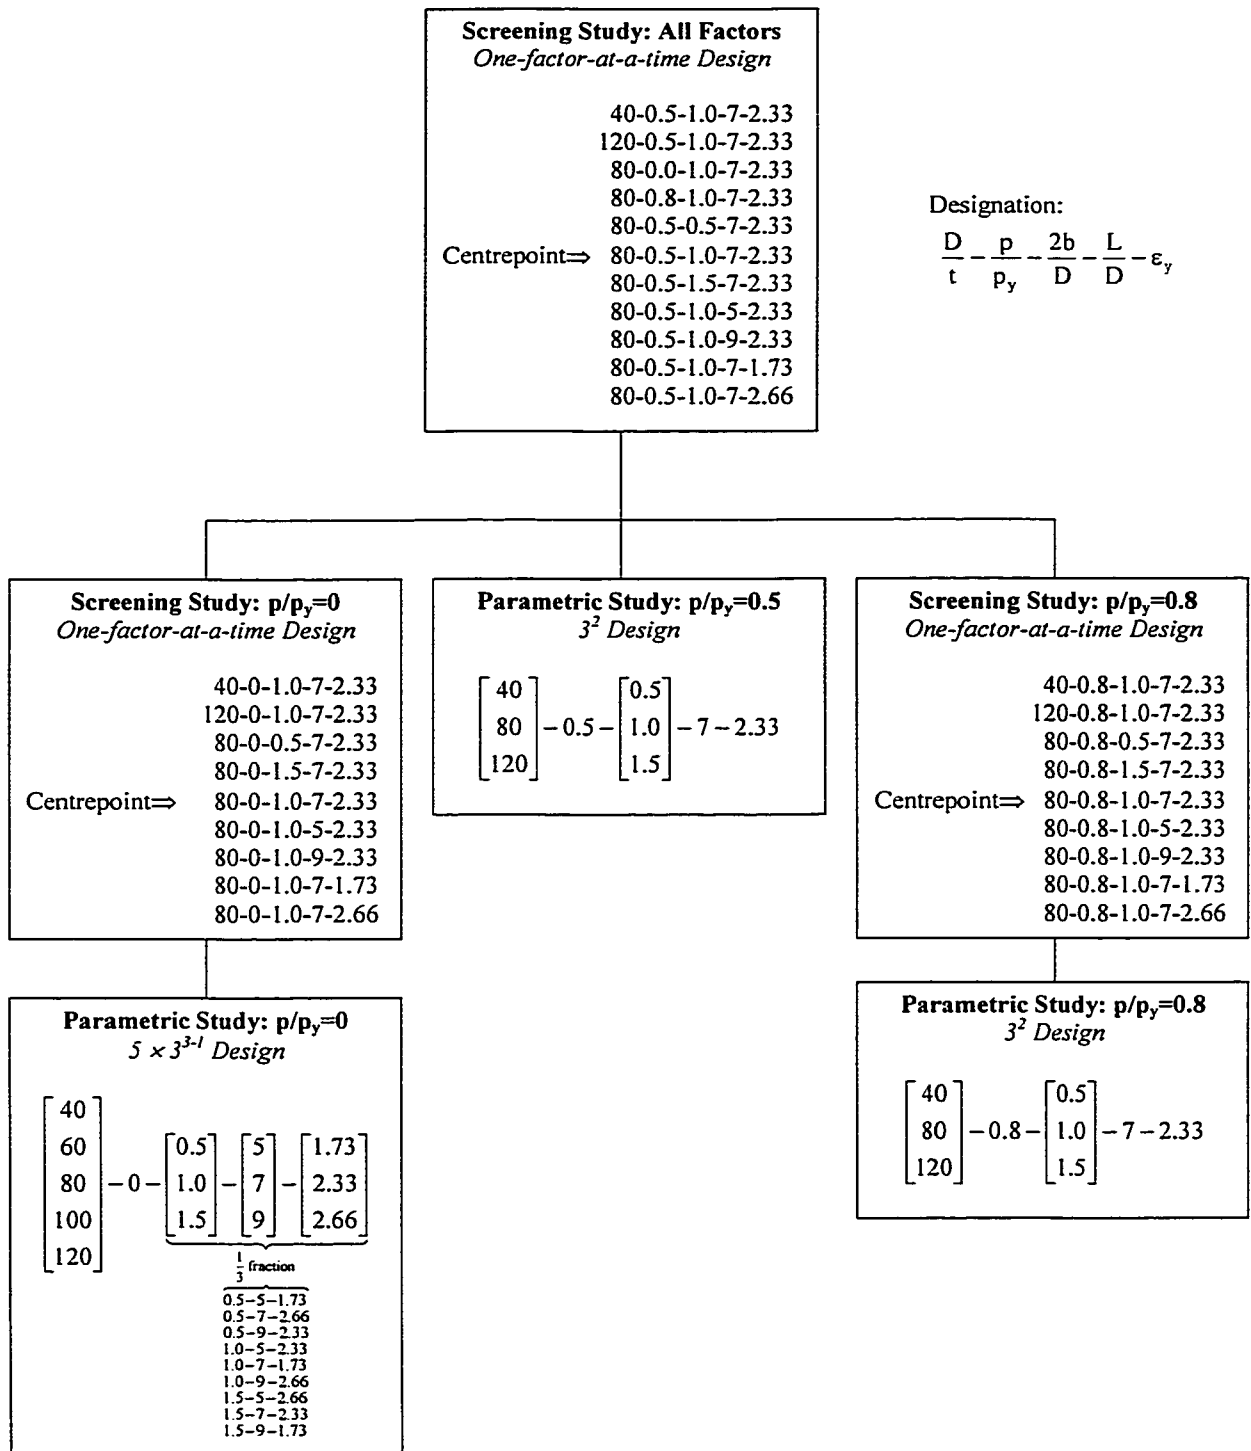 Screening Study: All Factors
One-factor-at-a-time Design
40-0.5-1.0-7-2.33
120-0.5-1.0-7-2.33
80-0.0-1.0-7-2.33
80-0.8-1.0-7-2.33
80-0.5-0.5-7-2.33
Centrepoint⇒ 80-0.5-1.0-7-2.33
80-0.5-1.5-7-2.33
80-0.5-1.0-5-2.33
80-0.5-1.0-9-2.33
80-0.5-1.0-7-1.73
80-0.5-1.0-7-2.66
Designation:
D/t – p/p_y – 2b/D – L/D – ε_y
Screening Study: p/p_y=0
One-factor-at-a-time Design
40-0-1.0-7-2.33
120-0-1.0-7-2.33
80-0-0.5-7-2.33
80-0-1.5-7-2.33
Centrepoint⇒ 80-0-1.0-7-2.33
80-0-1.0-5-2.33
80-0-1.0-9-2.33
80-0-1.0-7-1.73
80-0-1.0-7-2.66
Parametric Study: p/p_y=0.5
3² Design
[40 80 120] – 0.5 – [0.5 1.0 1.5] – 7 – 2.33
Screening Study: p/p_y=0.8
One-factor-at-a-time Design
40-0.8-1.0-7-2.33
120-0.8-1.0-7-2.33
80-0.8-0.5-7-2.33
80-0.8-1.5-7-2.33
Centrepoint⇒ 80-0.8-1.0-7-2.33
80-0.8-1.0-5-2.33
80-0.8-1.0-9-2.33
80-0.8-1.0-7-1.73
80-0.8-1.0-7-2.66
Parametric Study: p/p_y=0
5 × 3^3-1 Design
[40 60 80 100 120] – 0 – [0.5 1.0 1.5] – [5 7 9] – [1.73 2.33 2.66]
1/3 fraction
0.5–5–1.73
0.5–7–2.66
0.5–9–2.33
1.0–5–2.33
1.0–7–1.73
1.0–9–2.66
1.5–5–2.66
1.5–7–2.33
1.5–9–1.73
Parametric Study: p/p_y=0.8
3² Design
[40 80 120] – 0.8 – [0.5 1.0 1.5] – 7 – 2.33